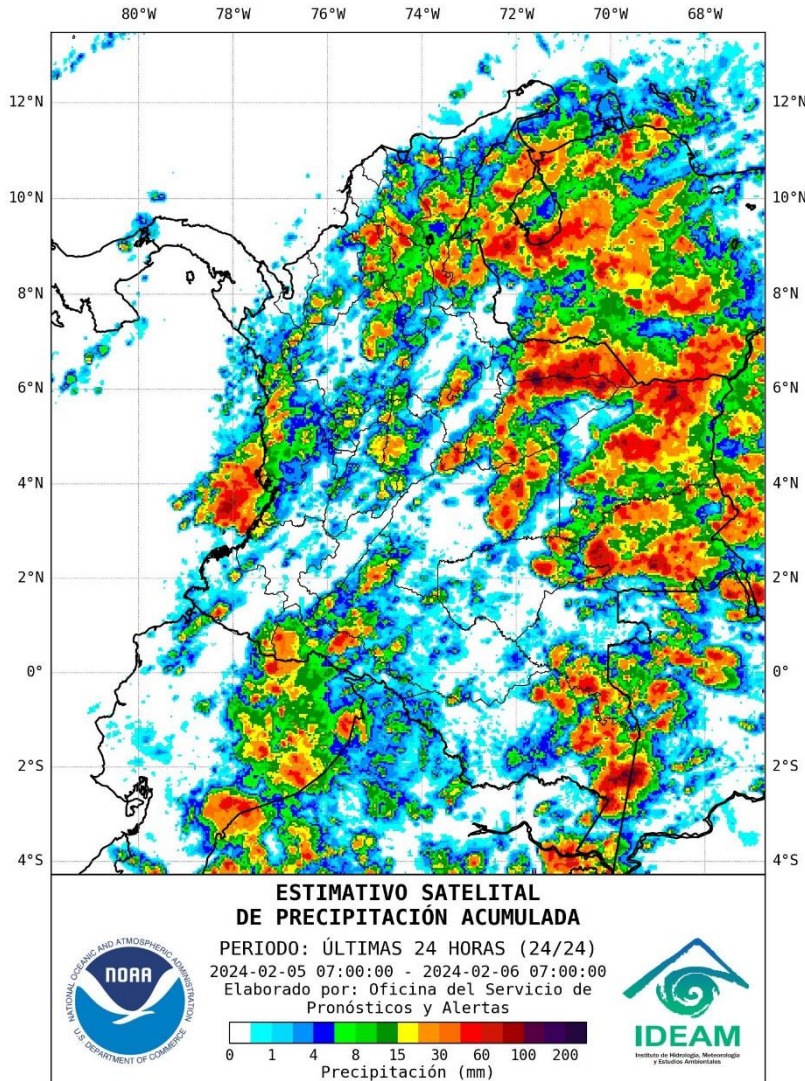 80°W 78°W 76°W 74°W 72°W 70°W 68°W
12°N 12°N
10°N 10°N
8°N 8°N
6°N 6°N
4°N 4°N
2°N 2°N
0° 0°
2°S 2°S
4°S 4°S
ESTIMATIVO SATELITAL
DE PRECIPITACIÓN ACUMULADA
PERIODO: ÚLTIMAS 24 HORAS (24/24)
2024-02-05 07:00:00 - 2024-02-06 07:00:00
Elaborado por: Oficina del Servicio de
Pronósticos y Alertas
0 1 4 8 15 30 60 100 200
Precipitación (mm)
NATIONAL OCEANIC AND ATMOSPHERIC ADMINISTRATION
NOAA
U.S. DEPARTMENT OF COMMERCE
IDEAM
Instituto de Hidrología, Meteorología
y Estudios Ambientales